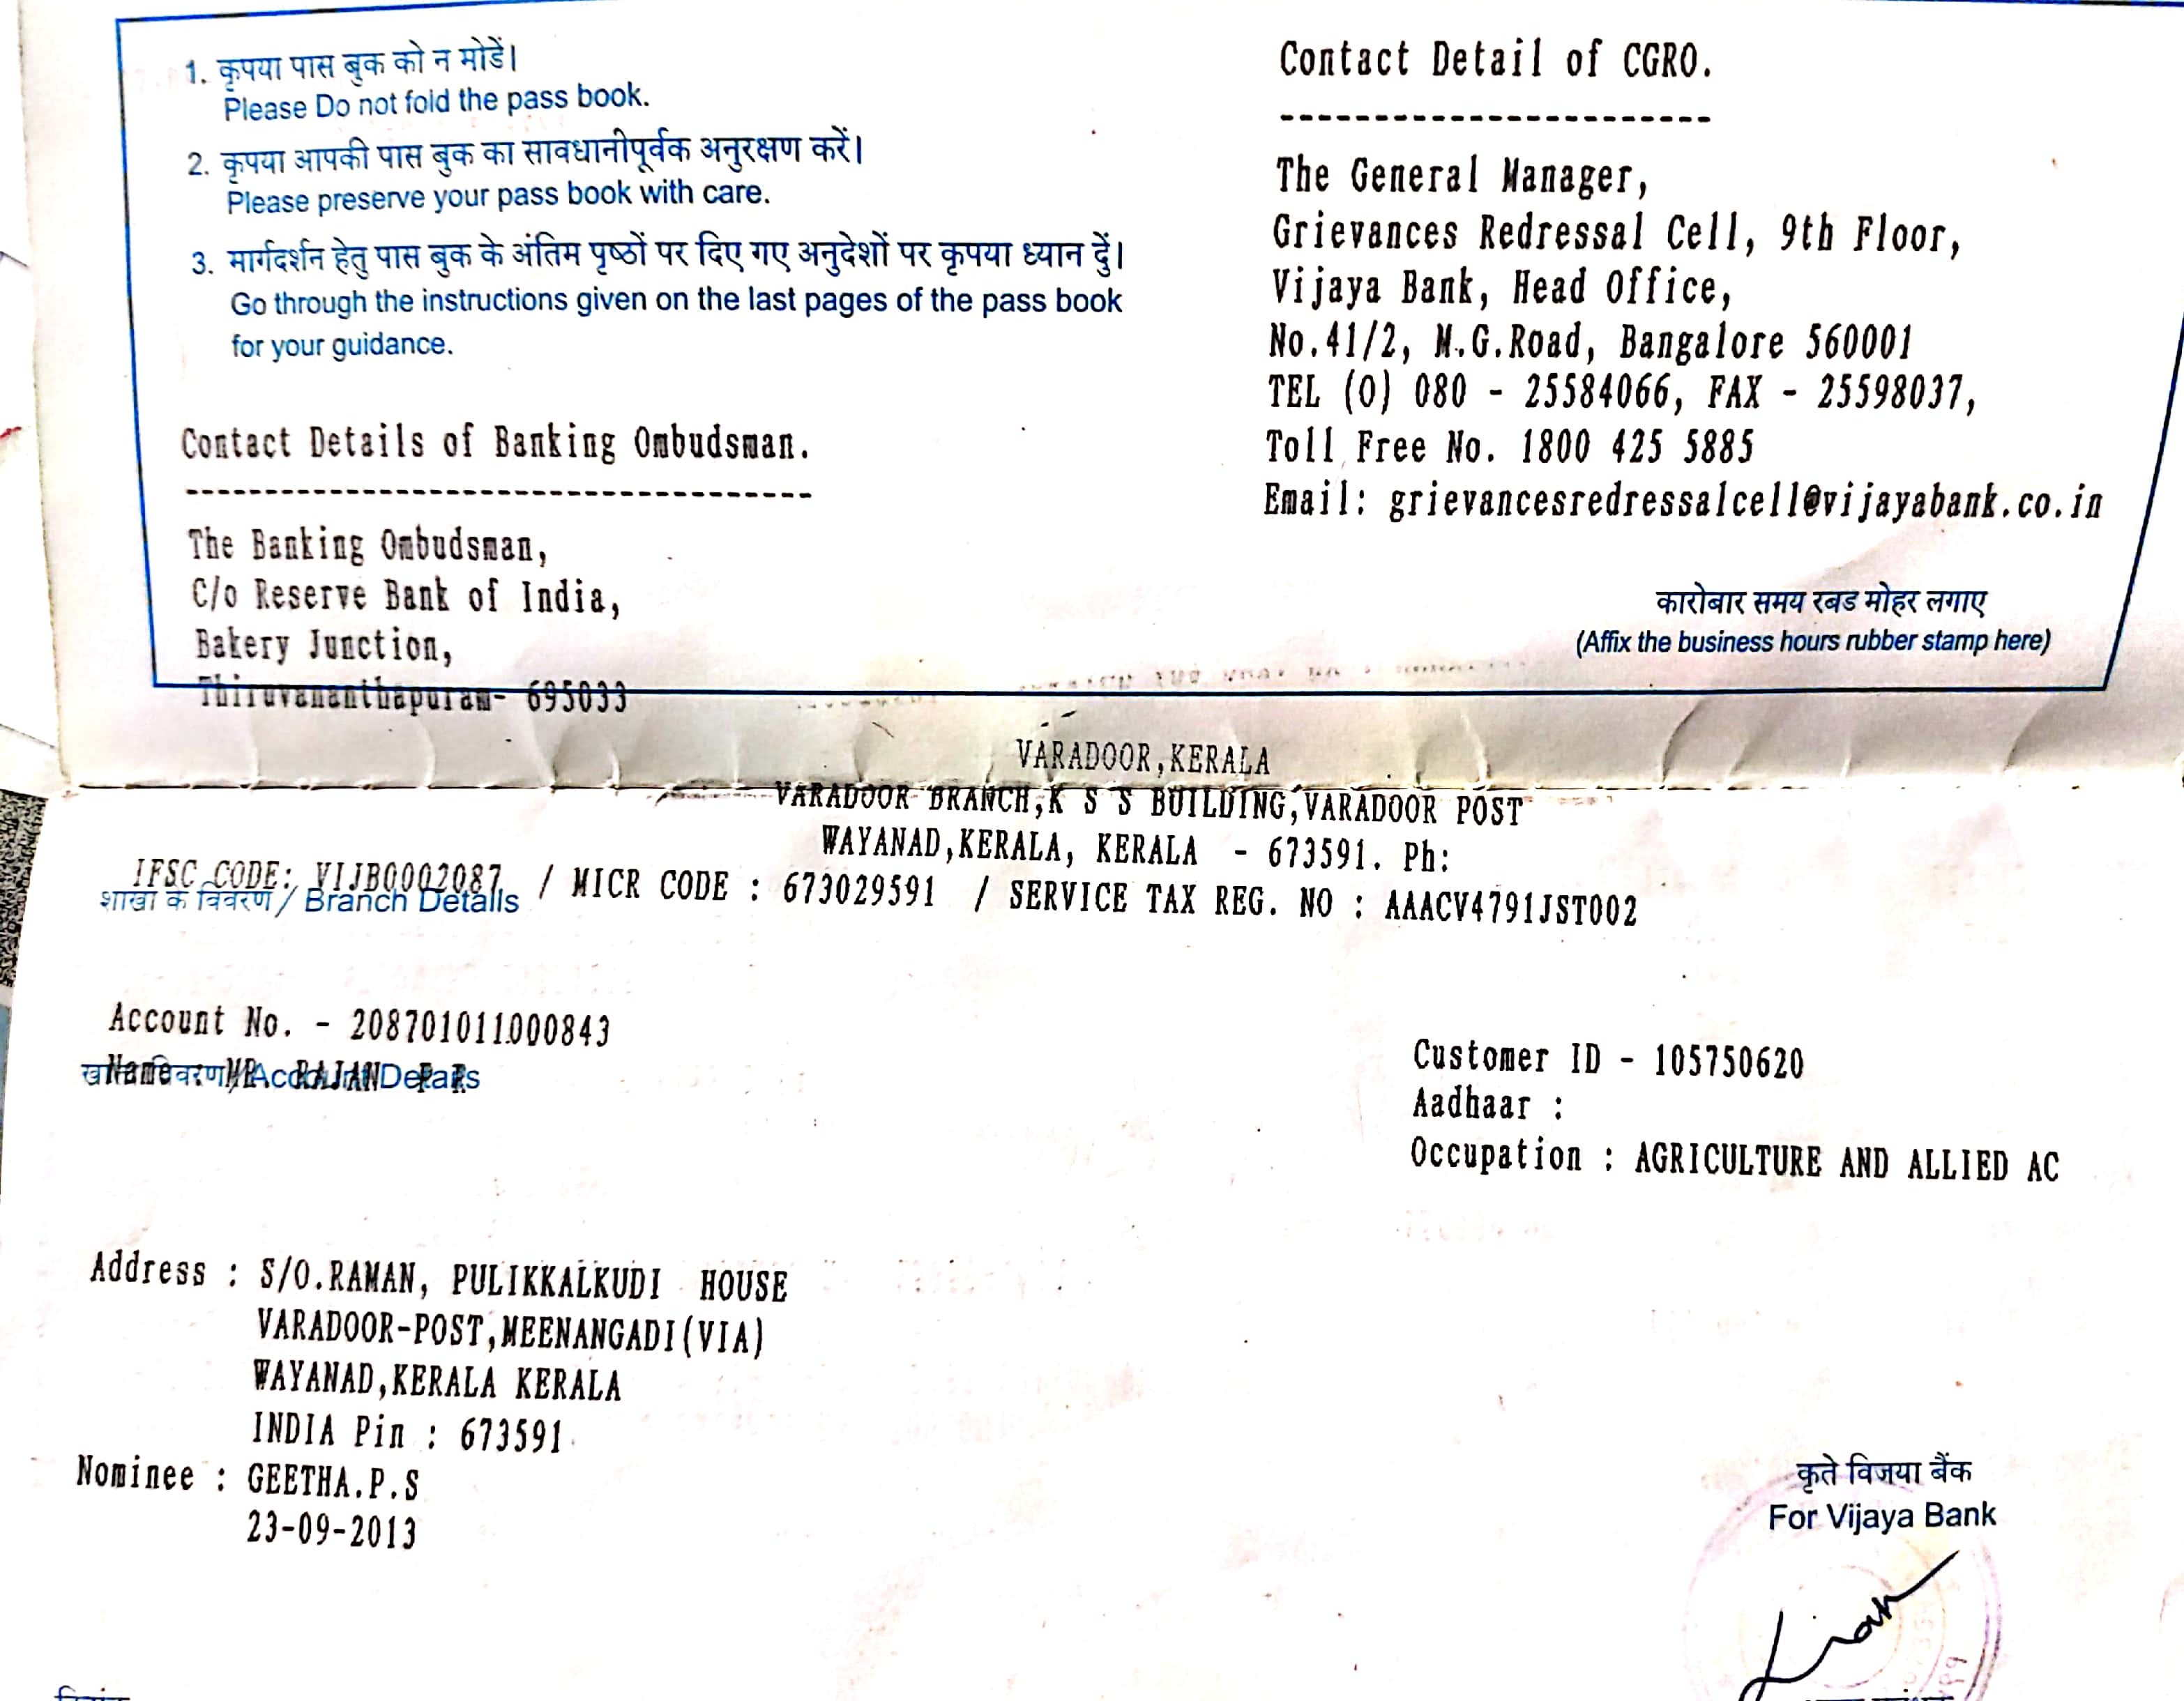 1. कृपया पास बुक को न मोडें।
Please Do not fold the pass book.
2. कृपया आपकी पास बुक का सावधानीपूर्वक अनुरक्षण करें।
Please preserve your pass book with care.
3. मार्गदर्शन हेतु पास बुक के अंतिम पृष्ठों पर दिए गए अनुदेशों पर कृपया ध्यान दें।
Go through the instructions given on the last pages of the pass book
for your guidance.
Contact Details of Banking Ombudsman.
-------------------------------------
The Banking Ombudsman,
C/o Reserve Bank of India,
Bakery Junction,
Thiruvananthapuram- 695033
Contact Detail of CGRO.
-----------------------
The General Manager,
Grievances Redressal Cell, 9th Floor,
Vijaya Bank, Head Office,
No.41/2, M.G.Road, Bangalore 560001
TEL (O) 080 - 25584066, FAX - 25598037,
Toll Free No. 1800 425 5885
Email: grievancesredressalcell@vijayabank.co.in
कारोबार समय रबड मोहर लगाए
(Affix the business hours rubber stamp here)
VARADOOR,KERALA
VARADOOR BRANCH,K S S BUILDING,VARADOOR POST
WAYANAD,KERALA, KERALA - 673591. Ph:
IFSC CODE: VIJB0002087 / MICR CODE : 673029591 / SERVICE TAX REG. NO : AAACV4791JST002
शाखा के विवरण / Branch Details
Account No. - 208701011000843
Name : MR. RAJAN P R
Account Details
Customer ID - 105750620
Aadhaar :
Occupation : AGRICULTURE AND ALLIED AC
Address : S/O.RAMAN, PULIKKALKUDI HOUSE
VARADOOR-POST,MEENANGADI(VIA)
WAYANAD,KERALA KERALA
INDIA Pin : 673591
Nominee : GEETHA.P.S
23-09-2013
कृते विजया बैंक
For Vijaya Bank